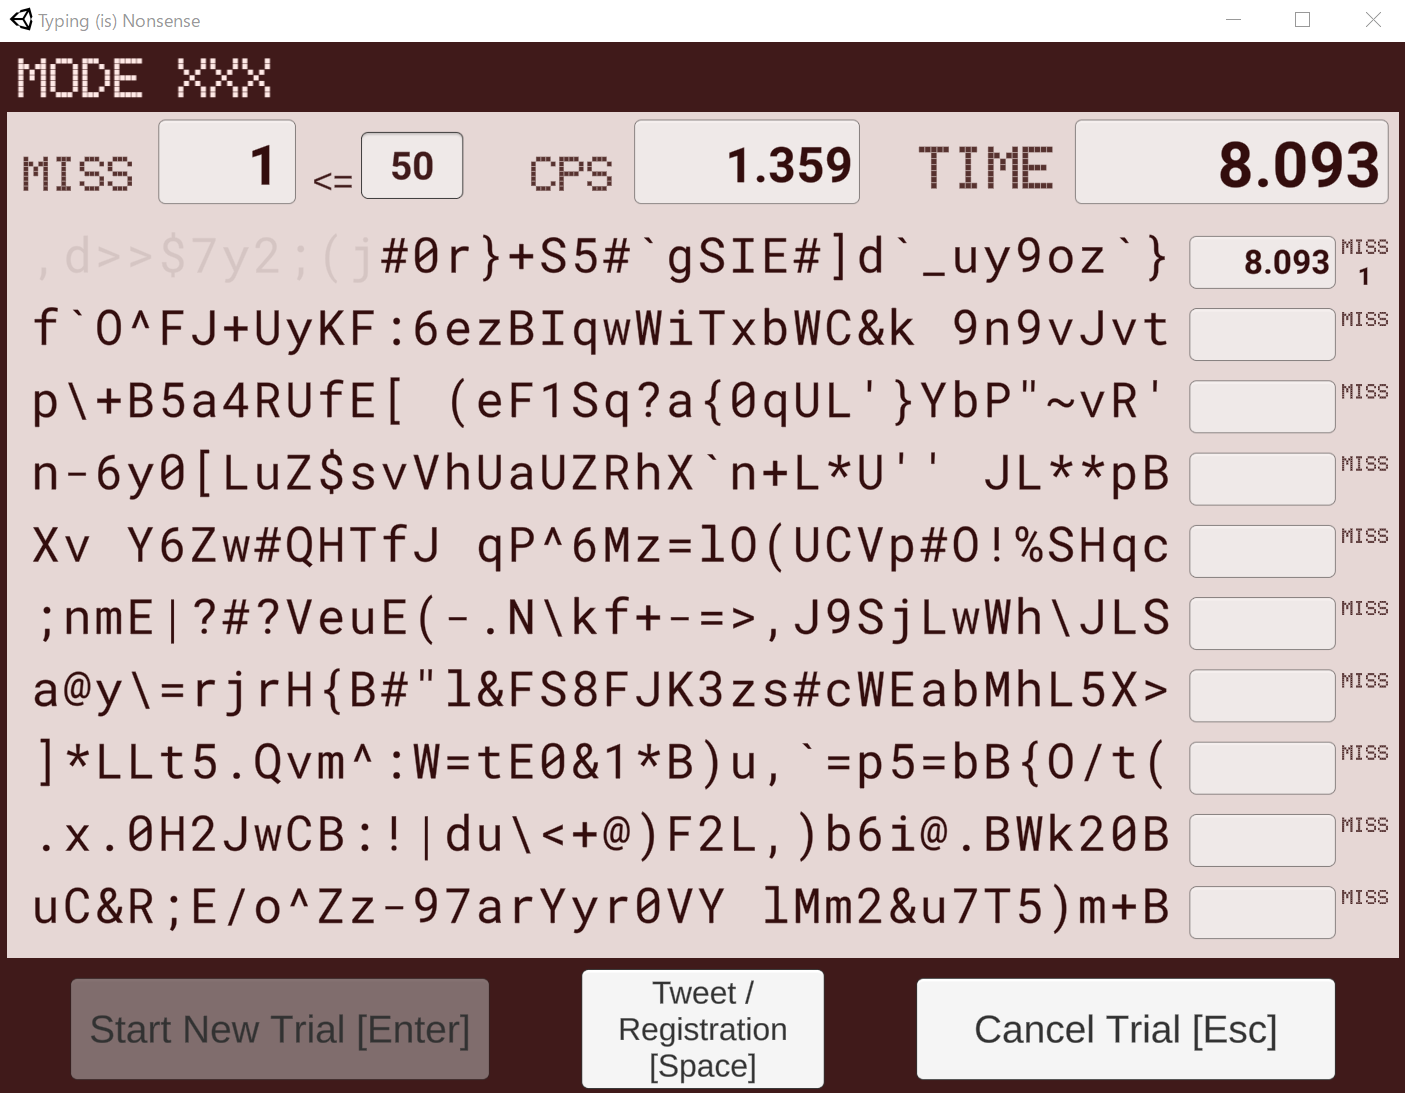 Typing (is) Nonsense
MODE XXX
MISS 1 <= 50 CPS 1.359 TIME 8.093
,d>>$7y2;(j#0r}+S5#`gSIE#]d`_uy9oz`} 8.093 MISS 1
f`O^FJ+UyKF:6ezBIqwWiTxbWC&k 9n9vJvt MISS
p\+B5a4RUfE[ (eF1Sq?a{0qUL'}YbP"~vR' MISS
n-6y0[LuZ$svVhUaUZRhX`n+L*U'' JL**pB MISS
Xv Y6Zw#QHTfJ qP^6Mz=lO(UCVp#O!%SHqc MISS
;nmE|?#?VeuE(-.N\kf+-=>,J9SjLwWh\JLS MISS
a@y\=rjrH{B#"l&FS8FJK3zs#cWEabMhL5X> MISS
]*LLt5.Qvm^:W=tE0&1*B)u,`=p5=bB{O/t( MISS
.x.0H2JwCB:!|du\<+@)F2L,)b6i@.BWk20B MISS
uC&R;E/o^Zz-97arYyr0VY lMm2&u7T5)m+B MISS
Start New Trial [Enter]
Tweet /
Registration
[Space]
Cancel Trial [Esc]